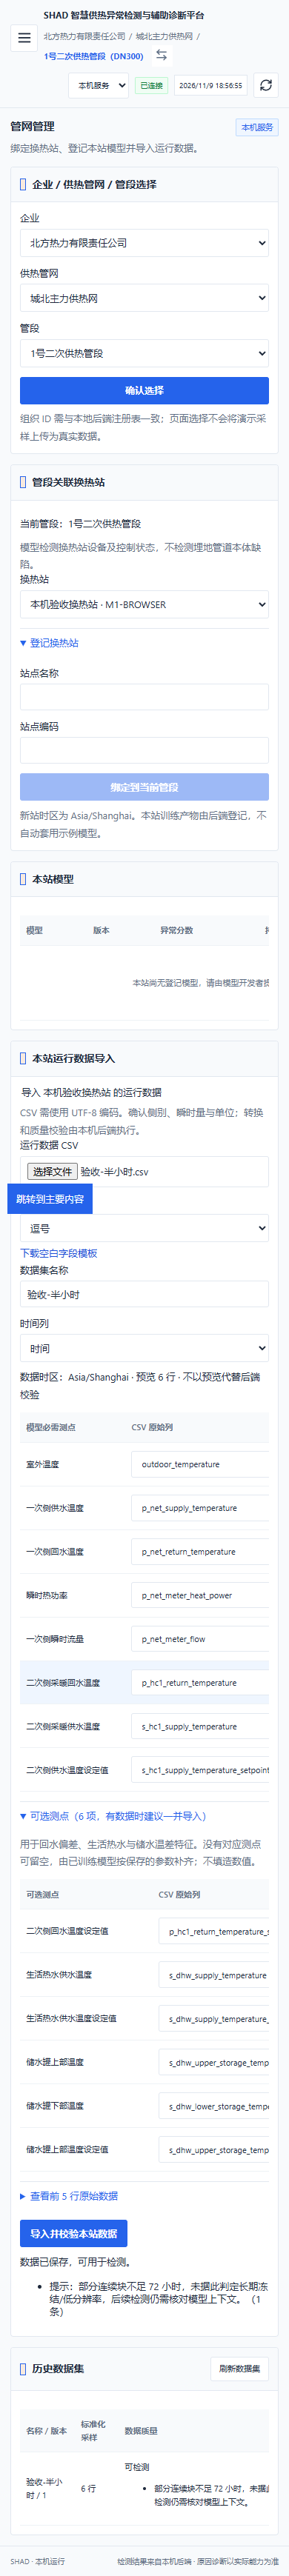 SHAD 智慧供热异常检测与辅助诊断平台
北方热力有限责任公司 / 城北主力供热网 /
1号二次供热管段（DN300）
本机服务
已连接
2026/11/9 18:56:55
管网管理
本机服务
绑定换热站、登记本站模型并导入运行数据。
企业 / 供热管网 / 管段选择
企业
北方热力有限责任公司
供热管网
城北主力供热网
管段
1号二次供热管段
确认选择
组织 ID 需与本地后端注册表一致；页面选择不会将演示采
样上传为真实数据。
管段关联换热站
当前管段：1号二次供热管段
模型检测换热站设备及控制状态，不检测埋地管道本体缺
陷。
换热站
本机验收换热站 · M1-BROWSER
登记换热站
站点名称
站点编码
绑定到当前管段
新站时区为 Asia/Shanghai。本站训练产物由后端登记，不
自动套用示例模型。
本站模型
模型 版本 异常分数
本站尚无登记模型，请由模型开发者
本站运行数据导入
导入 本机验收换热站 的运行数据
CSV 需使用 UTF-8 编码。确认侧别、瞬时量与单位；转换
和质量校验由本机后端执行。
运行数据 CSV
选择文件 验收-半小时.csv
跳转到主要内容
逗号
下载空白字段模板
数据集名称
验收-半小时
时间列
时间
数据时区：Asia/Shanghai · 预览 6 行 · 不以预览代替后端
校验
模型必需测点 CSV 原始列
室外温度 outdoor_temperature
一次侧供水温度 p_net_supply_temperature
一次侧回水温度 p_net_return_temperature
瞬时热功率 p_net_meter_heat_power
一次侧瞬时流量 p_net_meter_flow
二次侧采暖回水温度 p_hc1_return_temperature
二次侧采暖供水温度 s_hc1_supply_temperature
二次侧供水温度设定值 s_hc1_supply_temperature_setpoint
可选测点（6 项，有数据时建议一并导入）
用于回水偏差、生活热水与储水温差特征。没有对应测点
可留空，由已训练模型按保存的参数补齐；不填造数值。
可选测点 CSV 原始列
二次侧回水温度设定值 p_hc1_return_temperature_s
生活热水供水温度 s_dhw_supply_temperature
生活热水供水温度设定值 s_dhw_supply_temperature_
储水罐上部温度 s_dhw_upper_storage_temp
储水罐下部温度 s_dhw_lower_storage_temp
储水罐上部温度设定值 s_dhw_upper_storage_temp
查看前 5 行原始数据
导入并校验本站数据
数据已保存，可用于检测。
提示：部分连续块不足 72 小时，未据此判定长期冻
结/低分辨率，后续检测仍需核对模型上下文。（1
条）
历史数据集
刷新数据集
名称 / 版本 标准化
采样 数据质量
验收-半小
时 / 1 6 行 可检测
部分连续块不足 72 小时，未据
检测仍需核对模型上下文。
SHAD · 本机运行
检测结果来自本机后端 · 原因诊断以实际能力为准